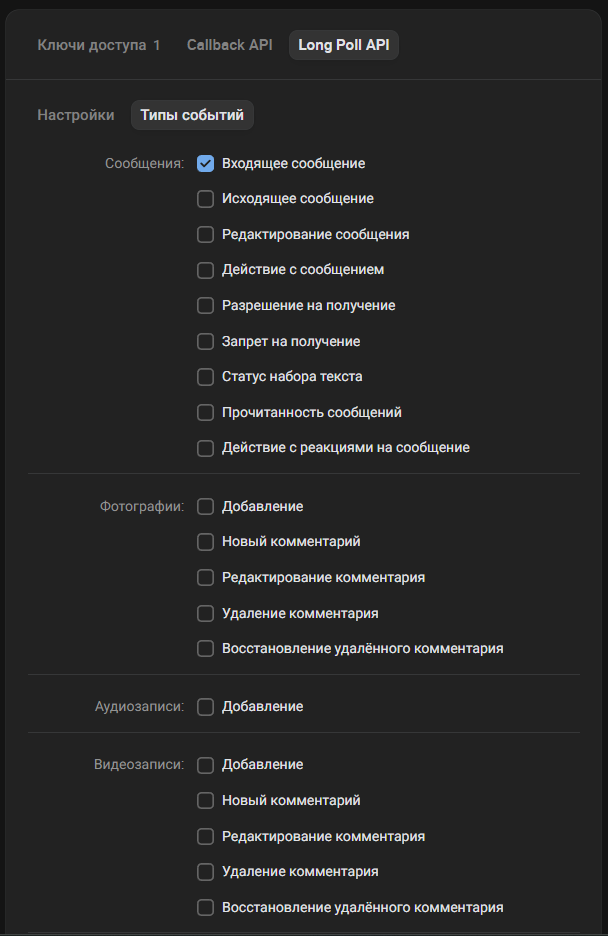 Ключи доступа 1 Callback API Long Poll API
Настройки Типы событий
Сообщения: Входящее сообщение
Исходящее сообщение
Редактирование сообщения
Действие с сообщением
Разрешение на получение
Запрет на получение
Статус набора текста
Прочитанность сообщений
Действие с реакциями на сообщение
Фотографии: Добавление
Новый комментарий
Редактирование комментария
Удаление комментария
Восстановление удалённого комментария
Аудиозаписи: Добавление
Видеозаписи: Добавление
Новый комментарий
Редактирование комментария
Удаление комментария
Восстановление удалённого комментария